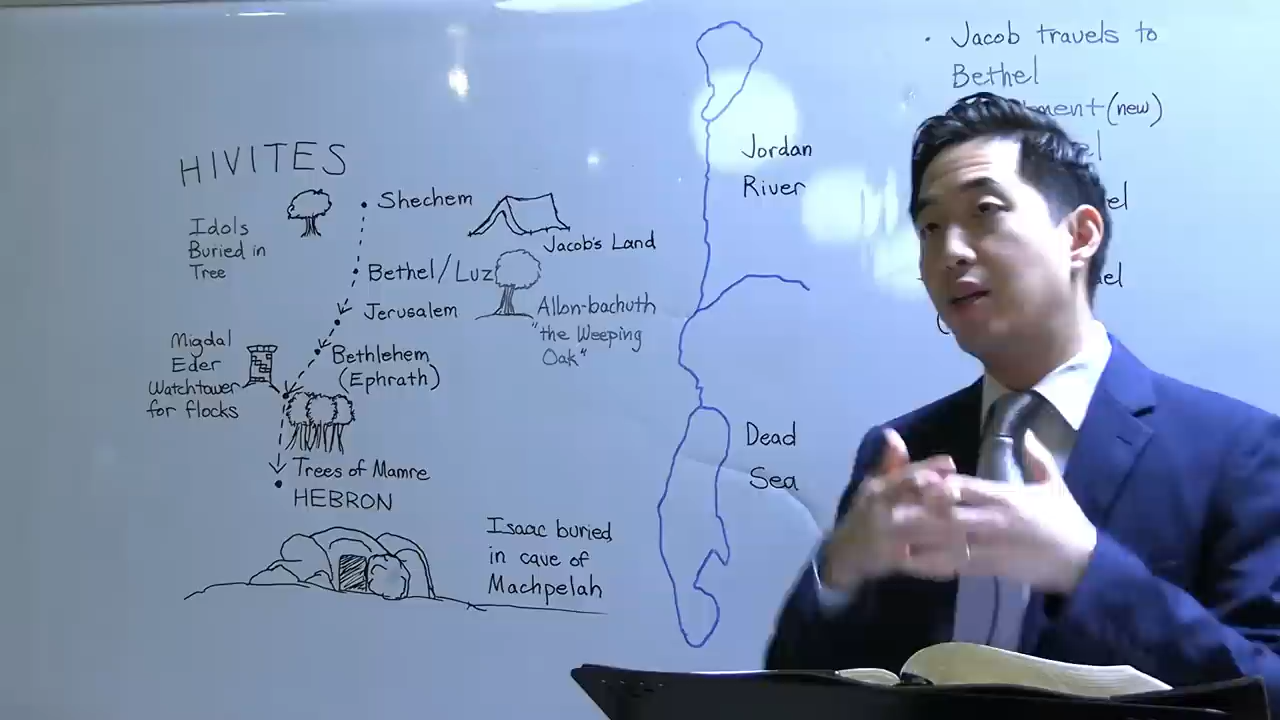 HIVITES
Idols
Buried in
Tree
Shechem
Jacob's Land
Bethel/Luz
Jerusalem
Allon-bachuth
"the Weeping
Oak"
Migdal
Eder
Watchtower
for flocks
Bethlehem
(Ephrath)
Trees of Mamre
HEBRON
Isaac buried
in cave of
Machpelah
Jordan
River
Dead
Sea
• Jacob travels to
Bethel
(new)